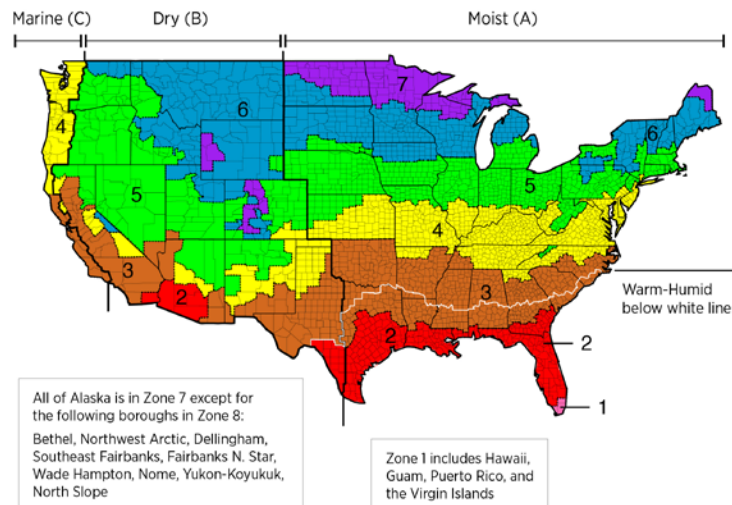 Marine (C) Dry (B) Moist (A)
7
6
6
4
5
5
4
3
3
Warm-Humid
below white line
2
2
2
1
All of Alaska is in Zone 7 except for
the following boroughs in Zone 8:
Bethel, Northwest Arctic, Dellingham,
Southeast Fairbanks, Fairbanks N. Star,
Wade Hampton, Nome, Yukon-Koyukuk,
North Slope
Zone 1 includes Hawaii,
Guam, Puerto Rico, and
the Virgin Islands